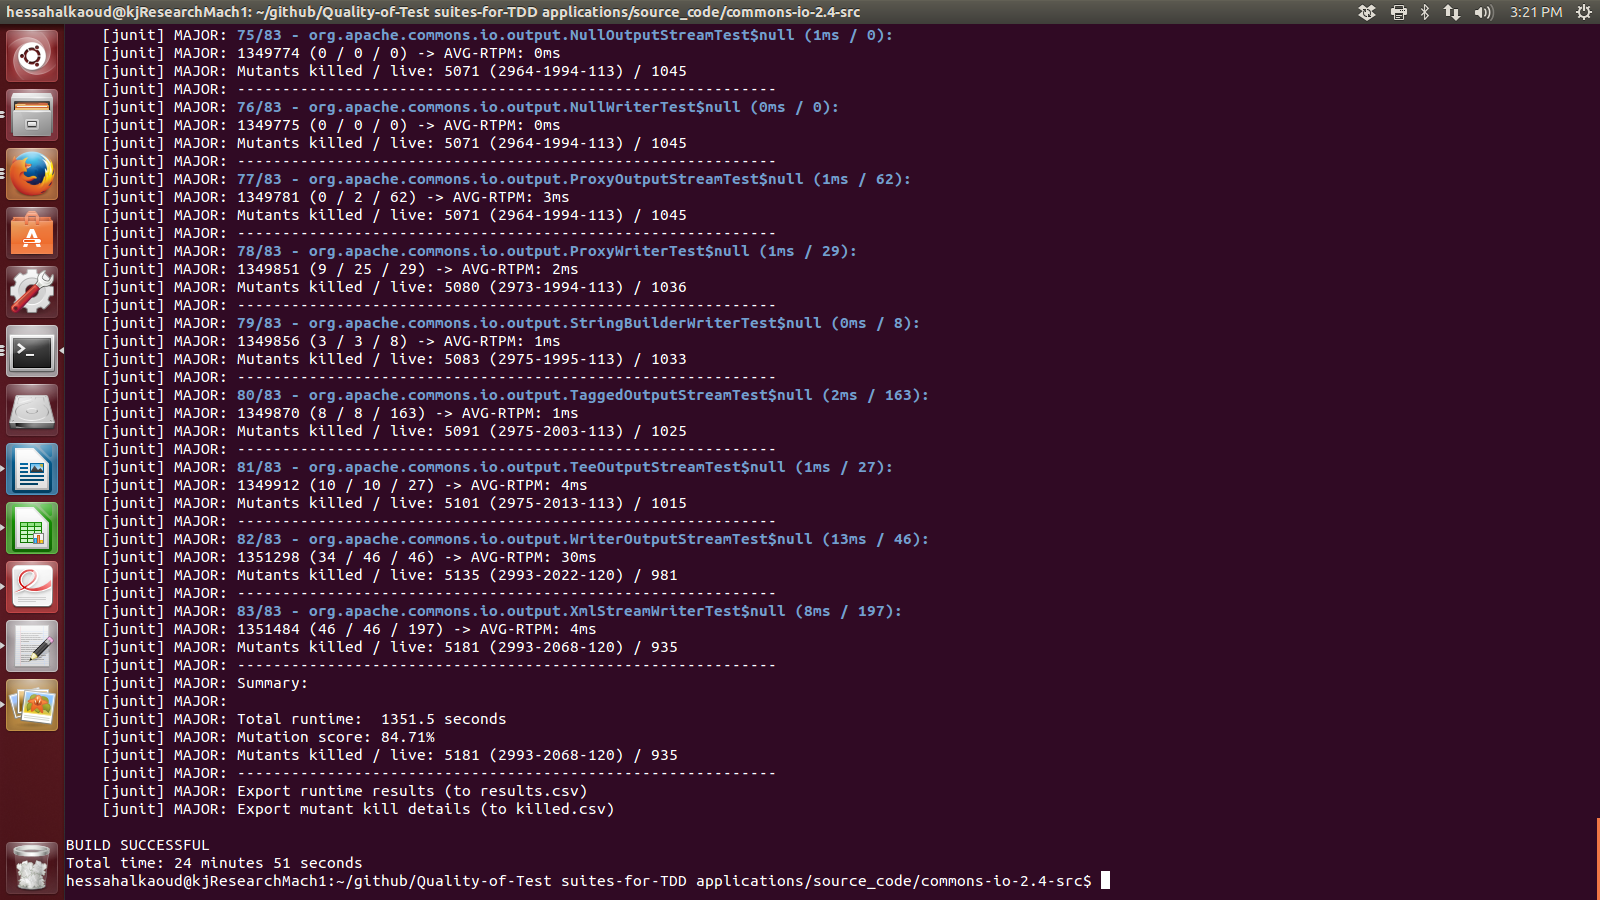 hessahalkaoud@kjResearchMach1: ~/github/Quality-of-Test suites-for-TDD applications/source_code/commons-io-2.4-src 3:21 PM
[junit] MAJOR: 75/83 - org.apache.commons.io.output.NullOutputStreamTest$null (1ms / 0):
[junit] MAJOR: 1349774 (0 / 0 / 0) -> AVG-RTPM: 0ms
[junit] MAJOR: Mutants killed / live: 5071 (2964-1994-113) / 1045
[junit] MAJOR: ------------------------------------------------------------
[junit] MAJOR: 76/83 - org.apache.commons.io.output.NullWriterTest$null (0ms / 0):
[junit] MAJOR: 1349775 (0 / 0 / 0) -> AVG-RTPM: 0ms
[junit] MAJOR: Mutants killed / live: 5071 (2964-1994-113) / 1045
[junit] MAJOR: ------------------------------------------------------------
[junit] MAJOR: 77/83 - org.apache.commons.io.output.ProxyOutputStreamTest$null (1ms / 62):
[junit] MAJOR: 1349781 (0 / 2 / 62) -> AVG-RTPM: 3ms
[junit] MAJOR: Mutants killed / live: 5071 (2964-1994-113) / 1045
[junit] MAJOR: ------------------------------------------------------------
[junit] MAJOR: 78/83 - org.apache.commons.io.output.ProxyWriterTest$null (1ms / 29):
[junit] MAJOR: 1349851 (9 / 25 / 29) -> AVG-RTPM: 2ms
[junit] MAJOR: Mutants killed / live: 5080 (2973-1994-113) / 1036
[junit] MAJOR: ------------------------------------------------------------
[junit] MAJOR: 79/83 - org.apache.commons.io.output.StringBuilderWriterTest$null (0ms / 8):
[junit] MAJOR: 1349856 (3 / 3 / 8) -> AVG-RTPM: 1ms
[junit] MAJOR: Mutants killed / live: 5083 (2975-1995-113) / 1033
[junit] MAJOR: ------------------------------------------------------------
[junit] MAJOR: 80/83 - org.apache.commons.io.output.TaggedOutputStreamTest$null (2ms / 163):
[junit] MAJOR: 1349870 (8 / 8 / 163) -> AVG-RTPM: 1ms
[junit] MAJOR: Mutants killed / live: 5091 (2975-2003-113) / 1025
[junit] MAJOR: ------------------------------------------------------------
[junit] MAJOR: 81/83 - org.apache.commons.io.output.TeeOutputStreamTest$null (1ms / 27):
[junit] MAJOR: 1349912 (10 / 10 / 27) -> AVG-RTPM: 4ms
[junit] MAJOR: Mutants killed / live: 5101 (2975-2013-113) / 1015
[junit] MAJOR: ------------------------------------------------------------
[junit] MAJOR: 82/83 - org.apache.commons.io.output.WriterOutputStreamTest$null (13ms / 46):
[junit] MAJOR: 1351298 (34 / 46 / 46) -> AVG-RTPM: 30ms
[junit] MAJOR: Mutants killed / live: 5135 (2993-2022-120) / 981
[junit] MAJOR: ------------------------------------------------------------
[junit] MAJOR: 83/83 - org.apache.commons.io.output.XmlStreamWriterTest$null (8ms / 197):
[junit] MAJOR: 1351484 (46 / 46 / 197) -> AVG-RTPM: 4ms
[junit] MAJOR: Mutants killed / live: 5181 (2993-2068-120) / 935
[junit] MAJOR: ------------------------------------------------------------
[junit] MAJOR: Summary:
[junit] MAJOR:
[junit] MAJOR: Total runtime:  1351.5 seconds
[junit] MAJOR: Mutation score: 84.71%
[junit] MAJOR: Mutants killed / live: 5181 (2993-2068-120) / 935
[junit] MAJOR: ------------------------------------------------------------
[junit] MAJOR: Export runtime results (to results.csv)
[junit] MAJOR: Export mutant kill details (to killed.csv)
BUILD SUCCESSFUL
Total time: 24 minutes 51 seconds
hessahalkaoud@kjResearchMach1:~/github/Quality-of-Test suites-for-TDD applications/source_code/commons-io-2.4-src$